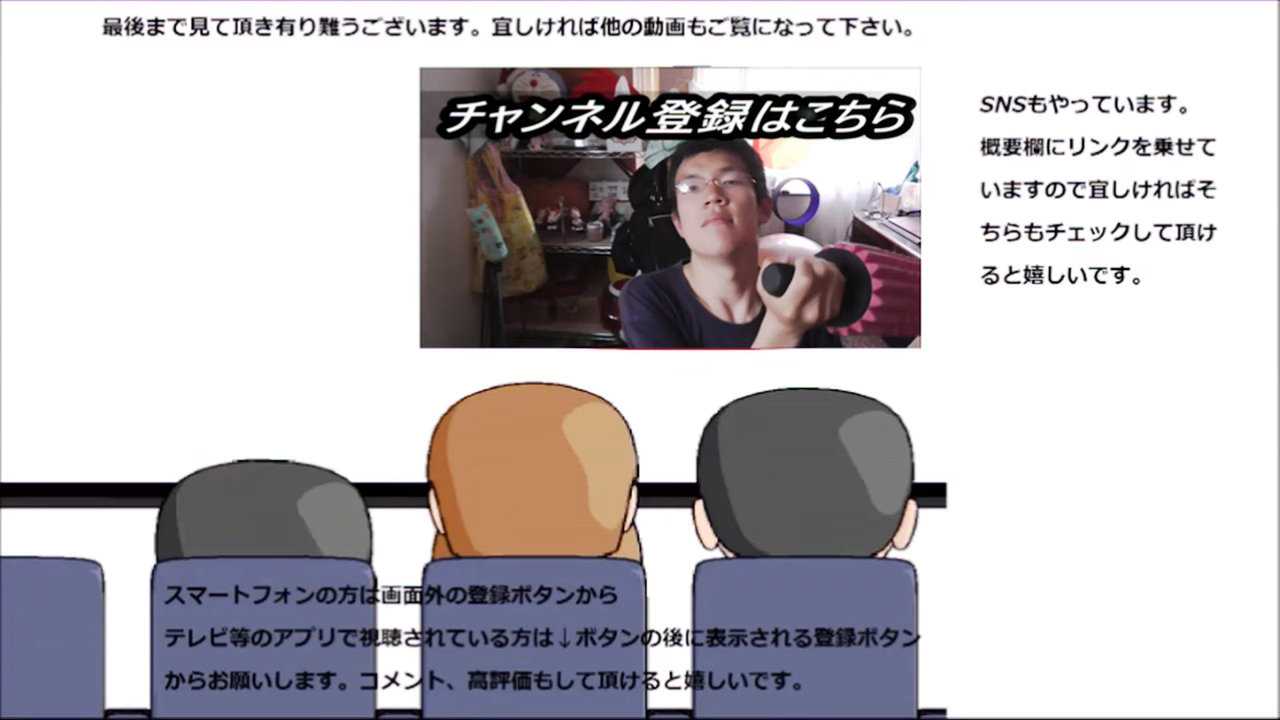 最後まで見て頂き有り難うございます。宜しければ他の動画もご覧になって下さい。
チャンネル登録はこちら
SNSもやっています。
概要欄にリンクを乗せて
いますので宜しければそ
ちらもチェックして頂け
ると嬉しいです。
スマートフォンの方は画面外の登録ボタンから
テレビ等のアプリで視聴されている方は↓ボタンの後に表示される登録ボタン
からお願いします。コメント、高評価もして頂けると嬉しいです。